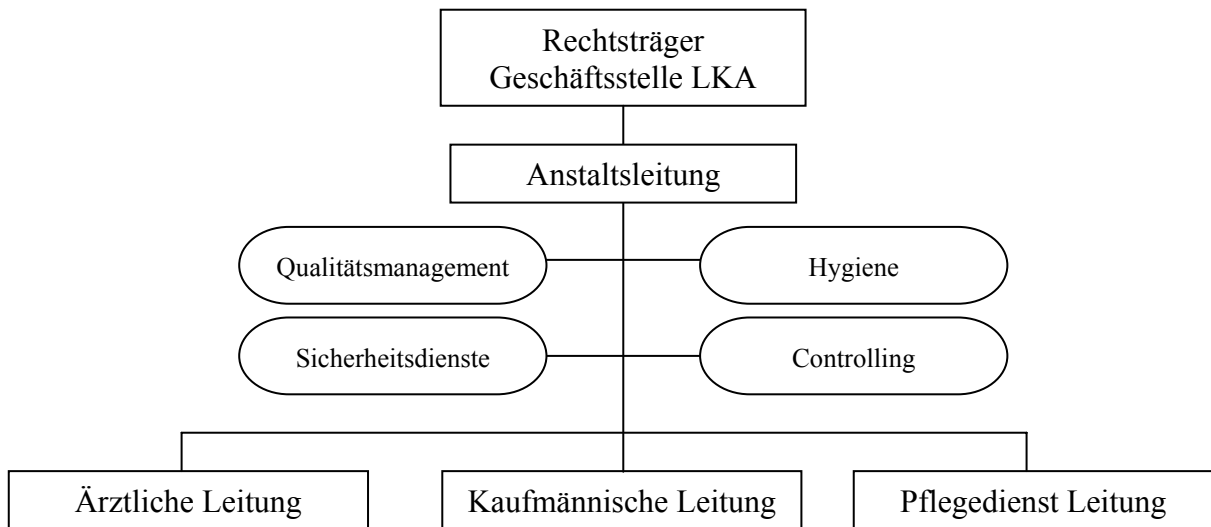 Rechtsträger
Geschäftsstelle LKA
Anstaltsleitung
Qualitätsmanagement
Hygiene
Sicherheitsdienste
Controlling
Ärztliche Leitung
Kaufmännische Leitung
Pflegedienst Leitung